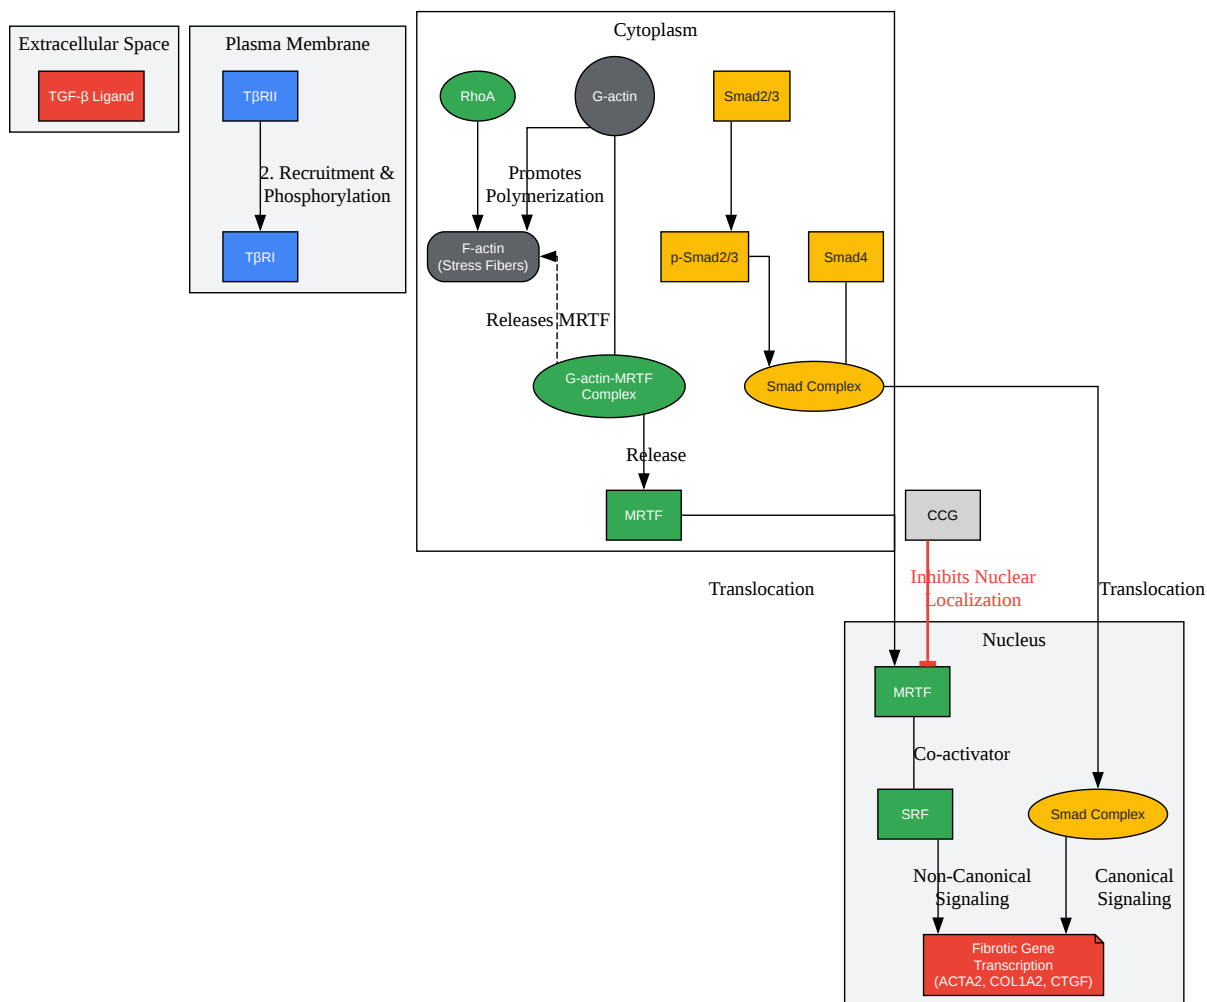 Extracellular Space
TGF-β Ligand
Plasma Membrane
TβRII
2. Recruitment &
Phosphorylation
TβRI
Cytoplasm
RhoA
G-actin
Smad2/3
Promotes
Polymerization
F-actin
(Stress Fibers)
p-Smad2/3
Smad4
Releases MRTF
G-actin-MRTF
Complex
Smad Complex
Release
MRTF
CCG
Translocation
Inhibits Nuclear
Localization
Translocation
Nucleus
MRTF
Co-activator
SRF
Smad Complex
Non-Canonical
Signaling
Canonical
Signaling
Fibrotic Gene
Transcription
(ACTA2, COL1A2, CTGF)